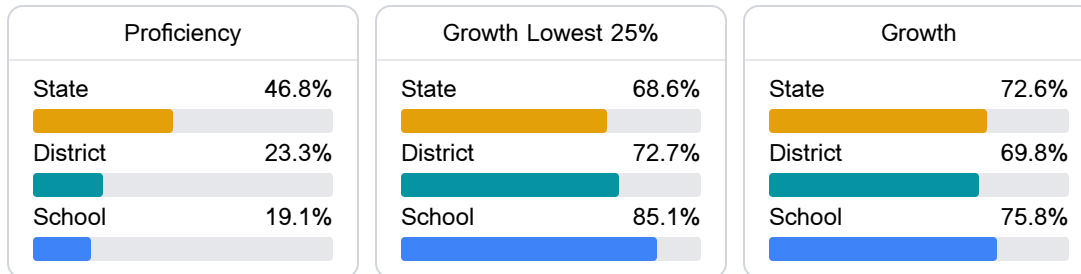 Proficiency
State 46.8%
District 23.3%
School 19.1%
Growth Lowest 25%
State 68.6%
District 72.7%
School 85.1%
Growth
State 72.6%
District 69.8%
School 75.8%